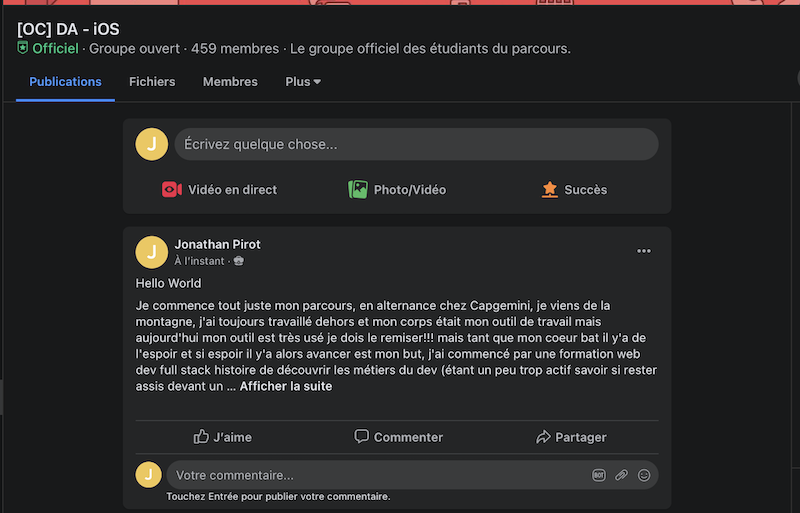 [OC] DA - iOS
Officiel · Groupe ouvert · 459 membres · Le groupe officiel des étudiants du parcours.
Publications Fichiers Membres Plus
J Écrivez quelque chose...
Vidéo en direct Photo/Vidéo Succès
J Jonathan Pirot
À l'instant ·
Hello World
Je commence tout juste mon parcours, en alternance chez Capgemini, je viens de la
montagne, j'ai toujours travaillé dehors et mon corps était mon outil de travail mais
aujourd'hui mon outil est très usé je dois le remiser!!! mais tant que mon coeur bat il y'a de
l'espoir et si espoir il y'a alors avancer est mon but, j'ai commencé par une formation web
dev full stack histoire de découvrir les métiers du dev (étant un peu trop actif savoir si rester
assis devant un ... Afficher la suite
J'aime Commenter Partager
J Votre commentaire... BOT
Touchez Entrée pour publier votre commentaire.